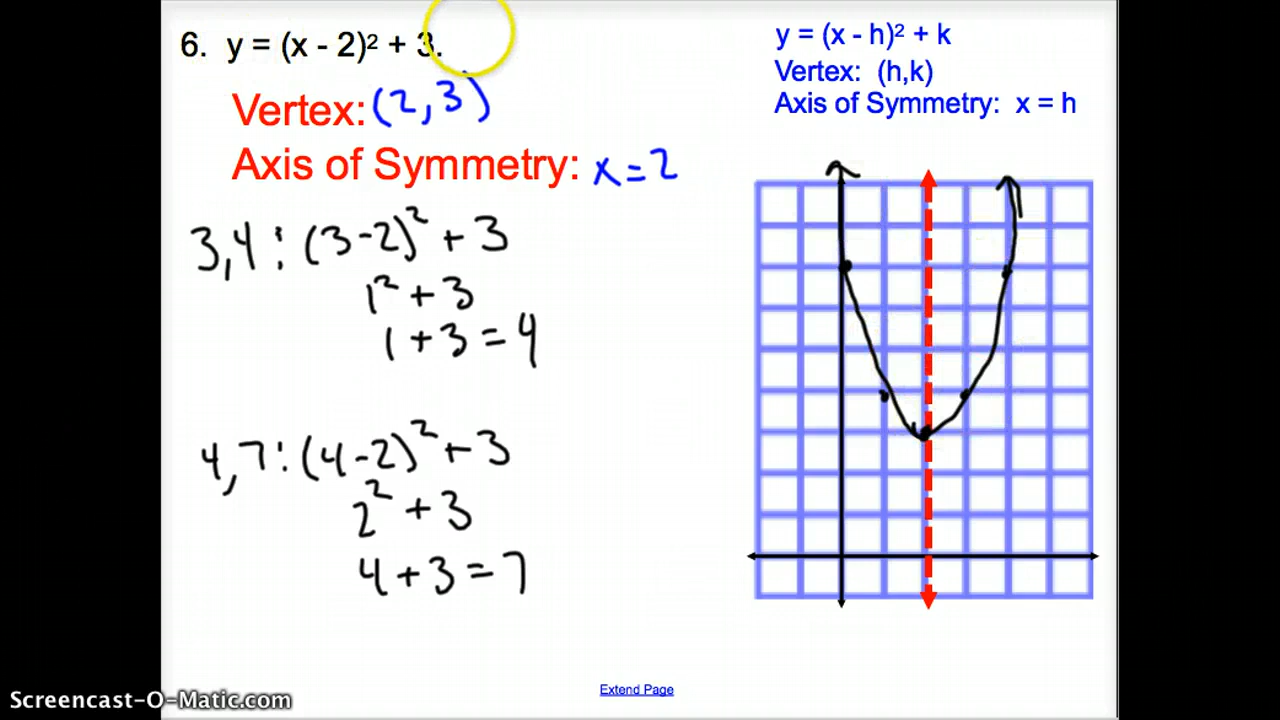 6. y = (x - 2)² + 3.
Vertex: (2,3)
Axis of Symmetry: x=2
3,4 : (3-2)² + 3
1² + 3
1 + 3 = 4
4,7 : (4-2)² + 3
2² + 3
4 + 3 = 7
y = (x - h)² + k
Vertex: (h,k)
Axis of Symmetry: x = h
Extend Page
Screencast-O-Matic.com